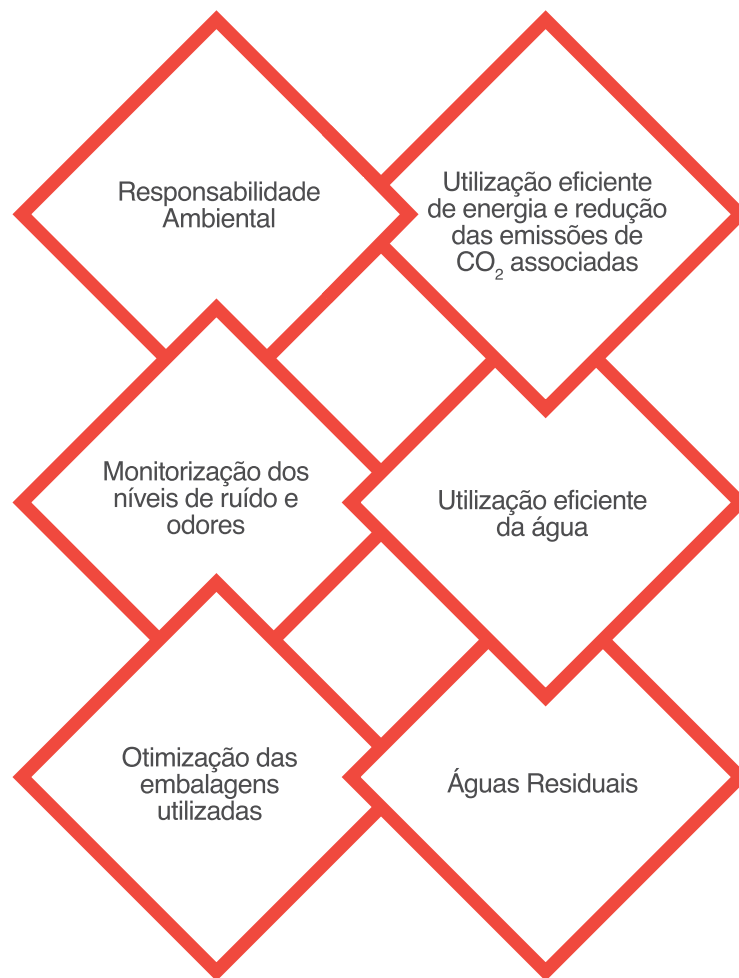 Responsabilidade
Ambiental
Utilização eficiente
de energia e redução
das emissões de
CO₂ associadas
Monitorização dos
níveis de ruído e
odores
Utilização eficiente
da água
Otimização das
embalagens
utilizadas
Águas Residuais